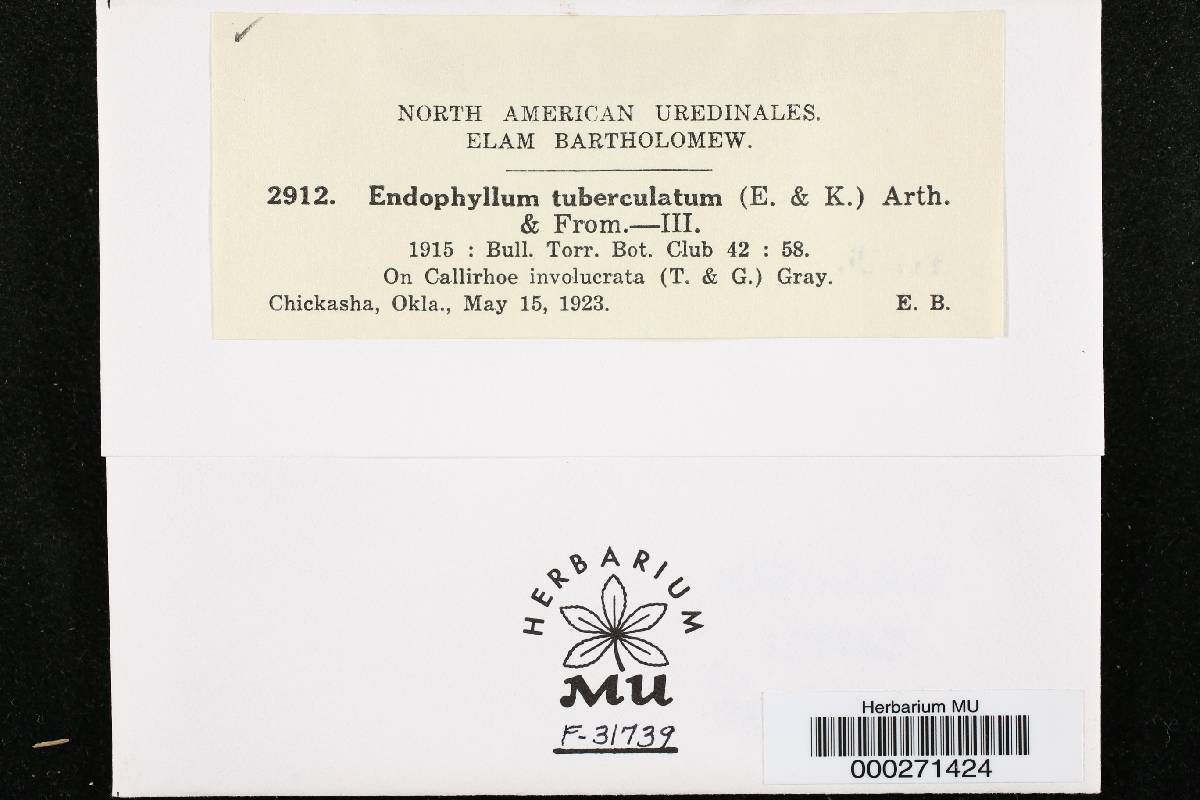 NORTH AMERICAN UREDINALES.
ELAM BARTHOLOMEW.
2912. Endophyllum tuberculatum (E. & K.) Arth.
& From.—III.
1915 : Bull. Torr. Bot. Club 42 : 58.
On Callirhoe involucrata (T. & G.) Gray.
Chickasha, Okla., May 15, 1923. E. B.
HERBARIUM
MU
F-31739
Herbarium MU
000271424